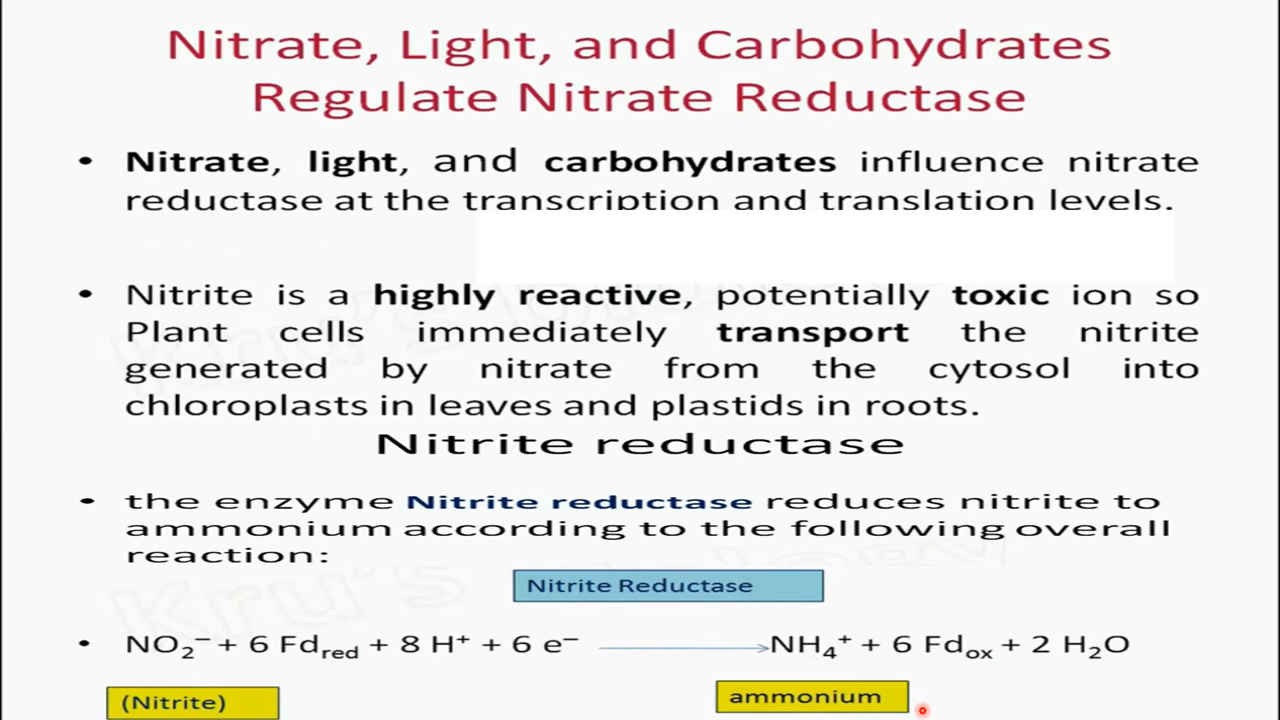 Nitrate, Light, and Carbohydrates
Regulate Nitrate Reductase
• Nitrate, light, and carbohydrates influence nitrate
reductase at the transcription and translation levels.
• Nitrite is a highly reactive, potentially toxic ion so
Plant cells immediately transport the nitrite
generated by nitrate from the cytosol into
chloroplasts in leaves and plastids in roots.
Nitrite reductase
• the enzyme Nitrite reductase reduces nitrite to
ammonium according to the following overall
reaction:
Nitrite Reductase
• NO₂⁻ + 6 Fd_red + 8 H⁺ + 6 e⁻ ⟶ NH₄⁺ + 6 Fd_ox + 2 H₂O
(Nitrite)
ammonium
Kru's